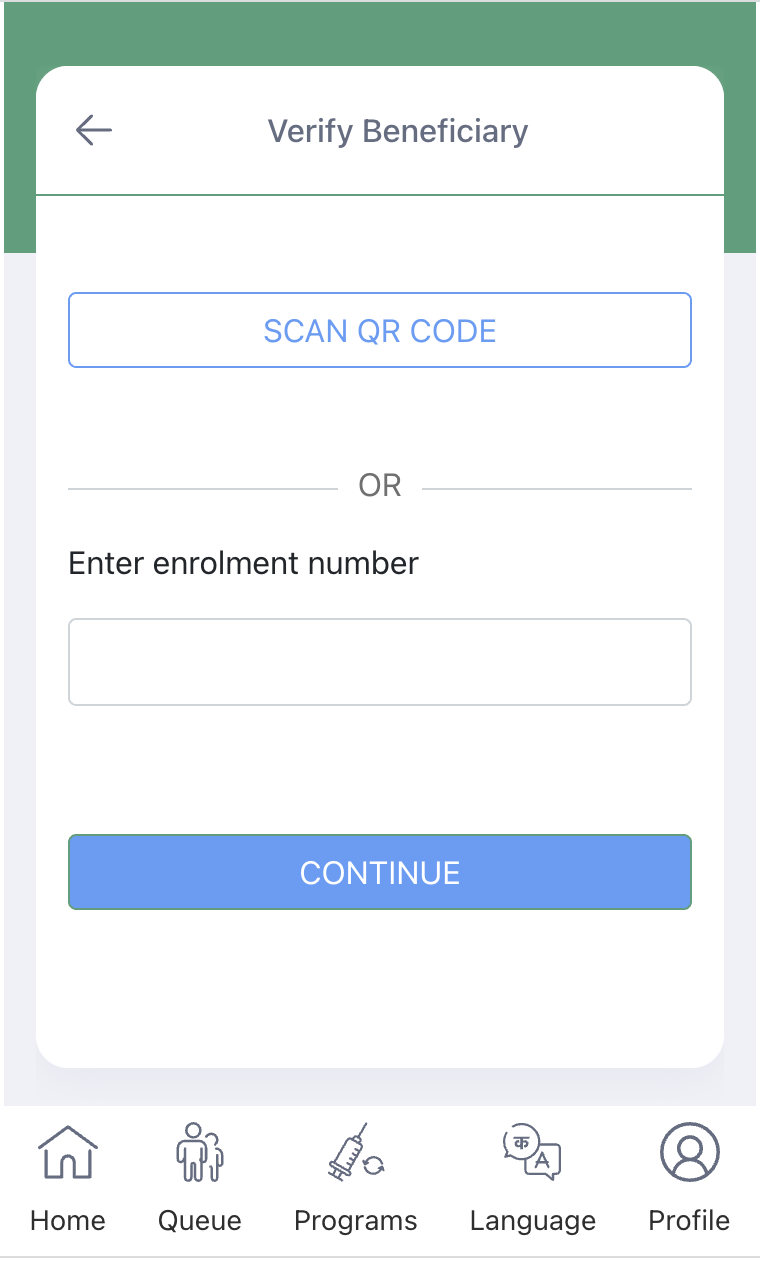 Verify Beneficiary
SCAN QR CODE
OR
Enter enrolment number
CONTINUE
क
A
Home Queue Programs Language Profile